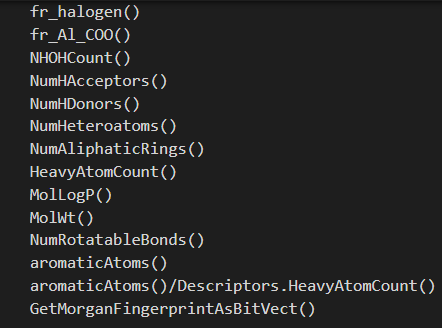 fr_halogen()
fr_Al_COO()
NHOHCount()
NumHAcceptors()
NumHDonors()
NumHeteroatoms()
NumAliphaticRings()
HeavyAtomCount()
MolLogP()
MolWt()
NumRotatableBonds()
aromaticAtoms()
aromaticAtoms()/Descriptors.HeavyAtomCount()
GetMorganFingerprintAsBitVect()